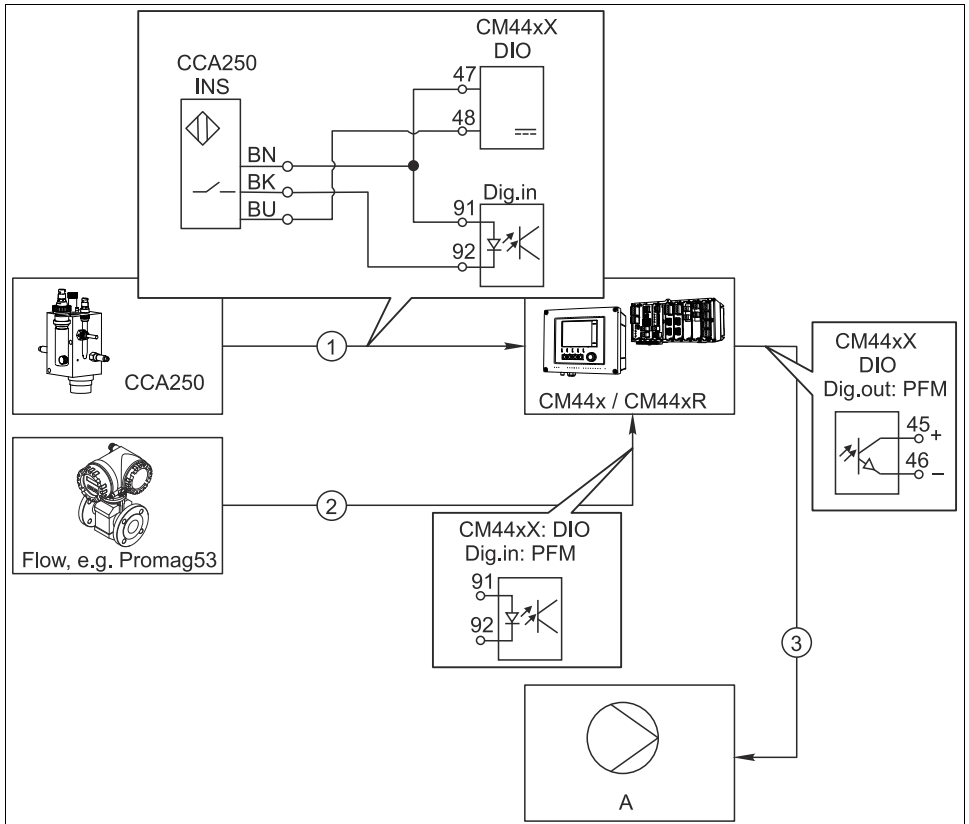 CM44xX
DIO
CCA250
INS
47
48
BN
BK
BU
Dig.in
91
92
CCA250
1
CM44x / CM44xR
CM44xX
DIO
Dig.out: PFM
45
+
46
–
Flow, e.g. Promag53
2
CM44xX: DIO
Dig.in: PFM
91
92
3
A